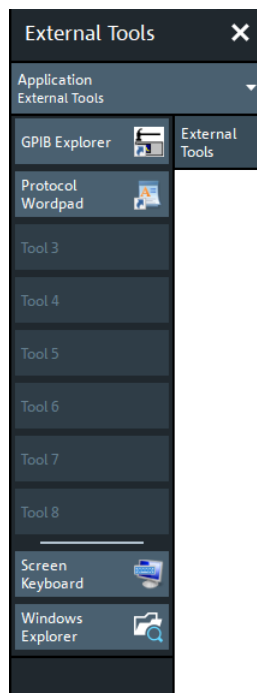 External Tools
Application
External Tools
GPIB Explorer
External
Tools
Protocol
Wordpad
Tool 3
Tool 4
Tool 5
Tool 6
Tool 7
Tool 8
Screen
Keyboard
Windows
Explorer